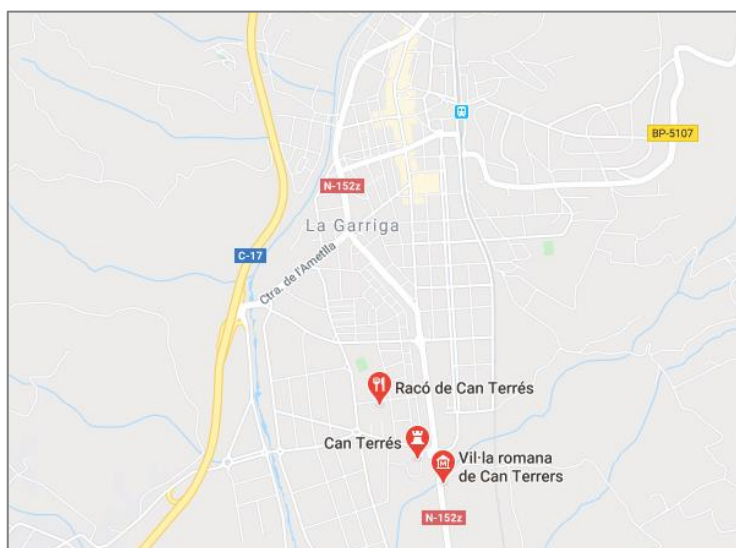 BP-5107
N-152z
La Garriga
C-17
Ctra. de l'Ametlla
Racó de Can Terrés
Can Terrés
Vil·la romana
de Can Terrers
N-152z